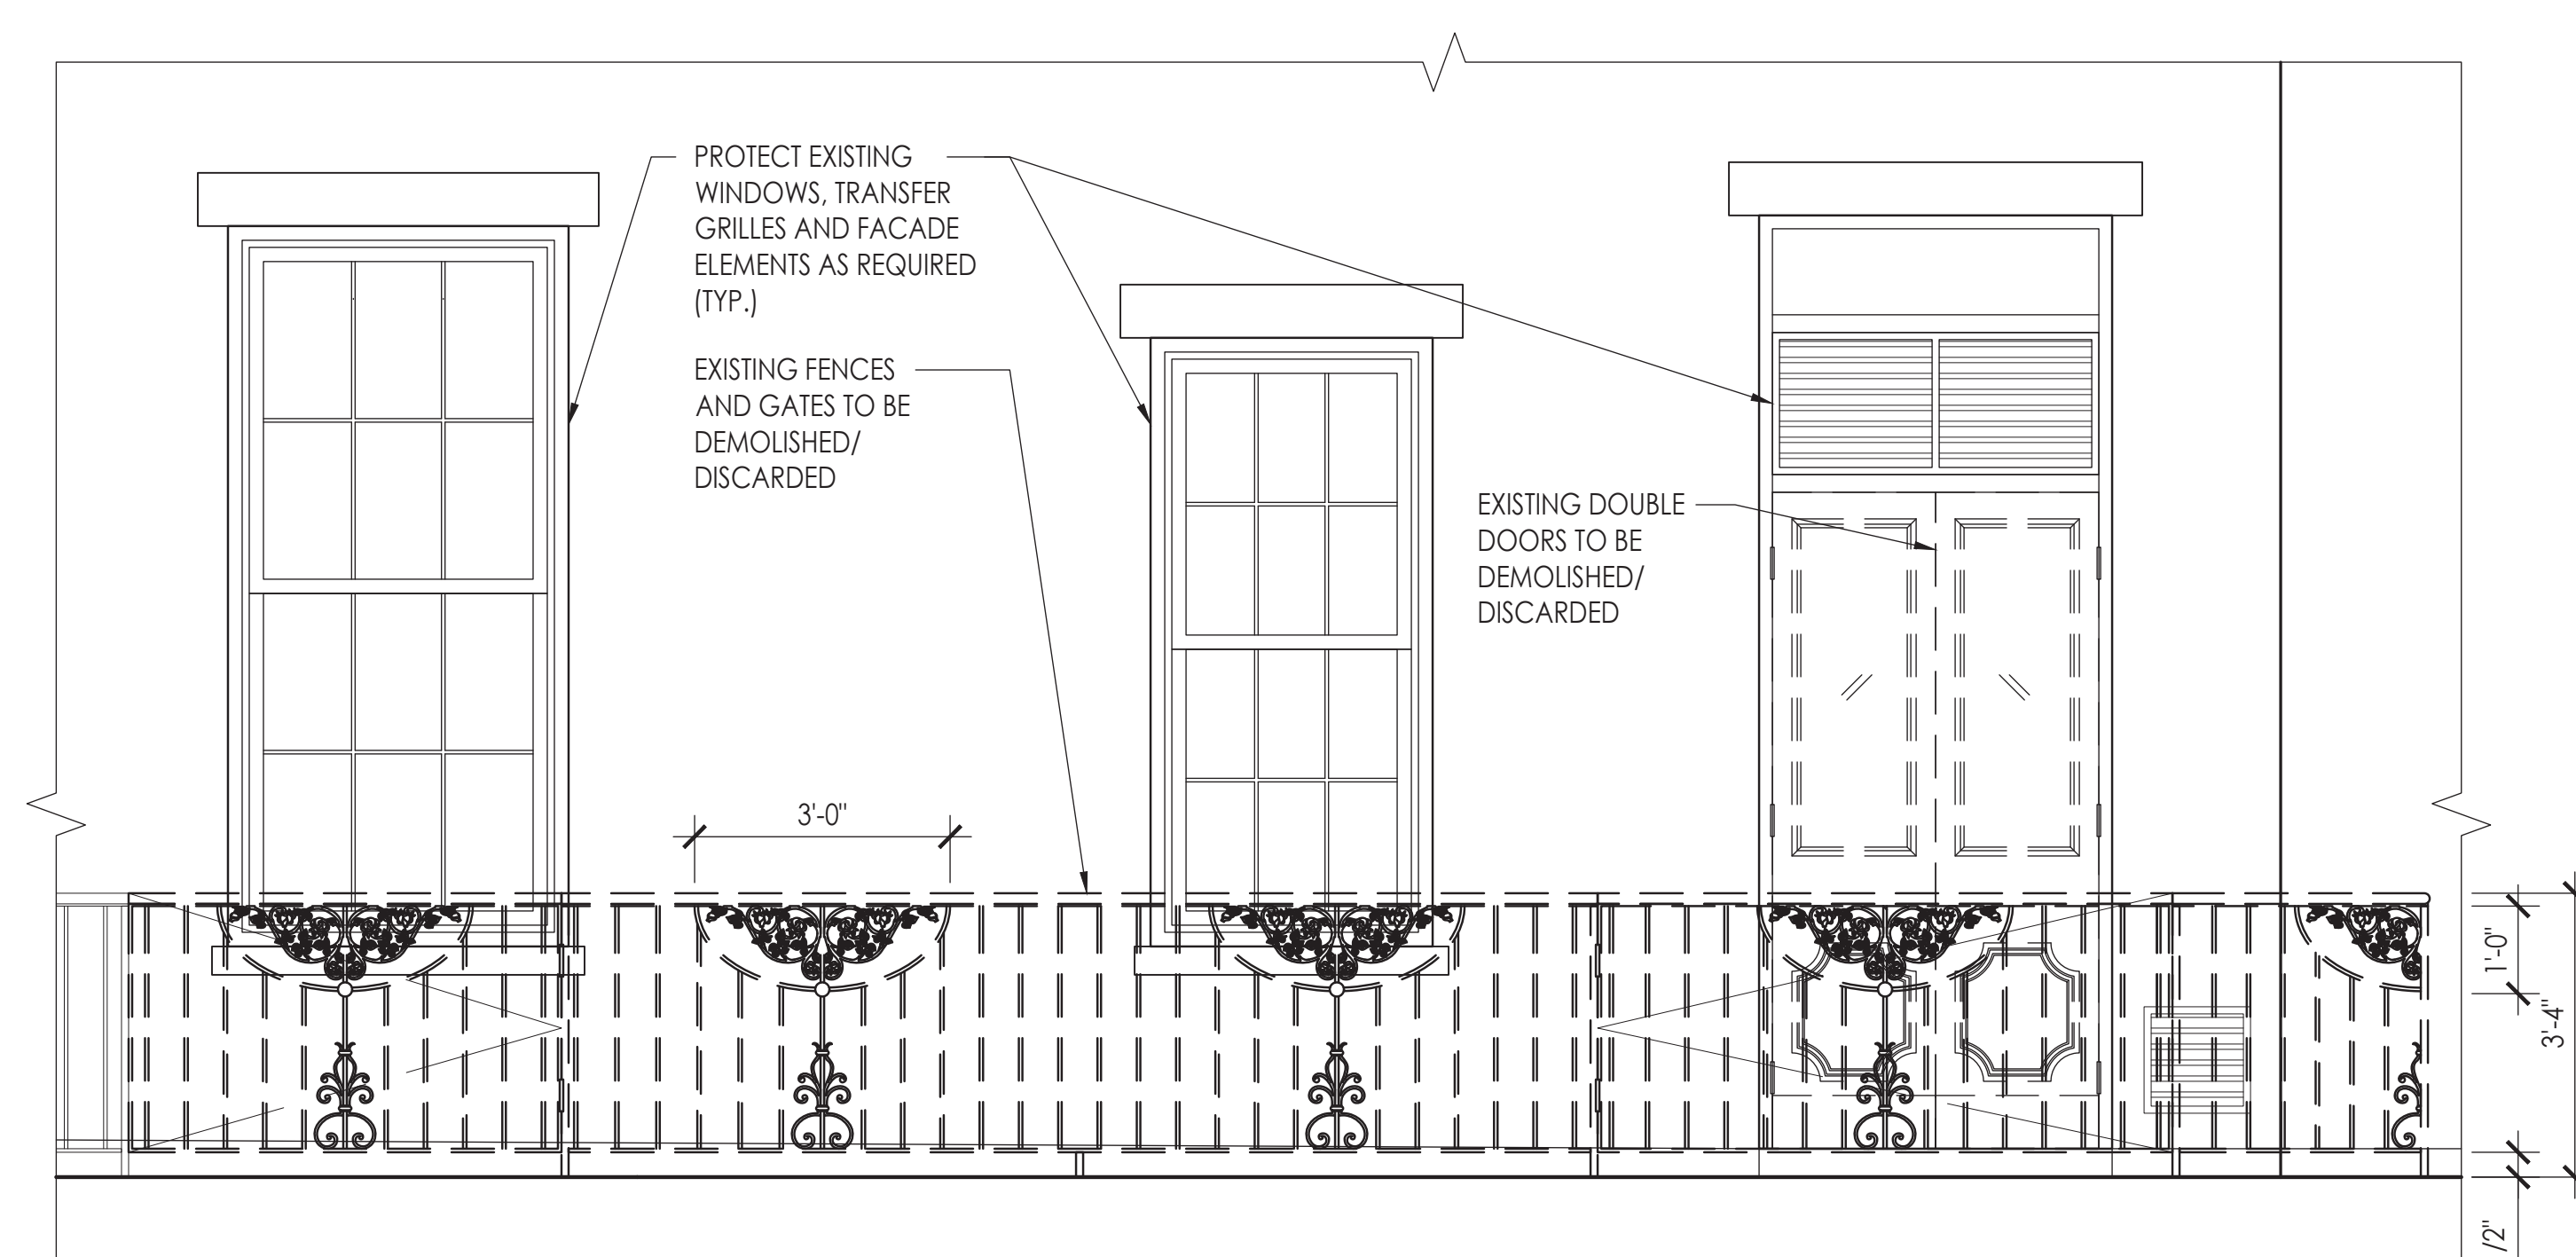 PROTECT EXISTING
WINDOWS, TRANSFER
GRILLES AND FACADE
ELEMENTS AS REQUIRED
(TYP.)
EXISTING FENCES
AND GATES TO BE
DEMOLISHED/
DISCARDED
EXISTING DOUBLE
DOORS TO BE
DEMOLISHED/
DISCARDED
3'-0"
1'-0"
3'-4"
/2"